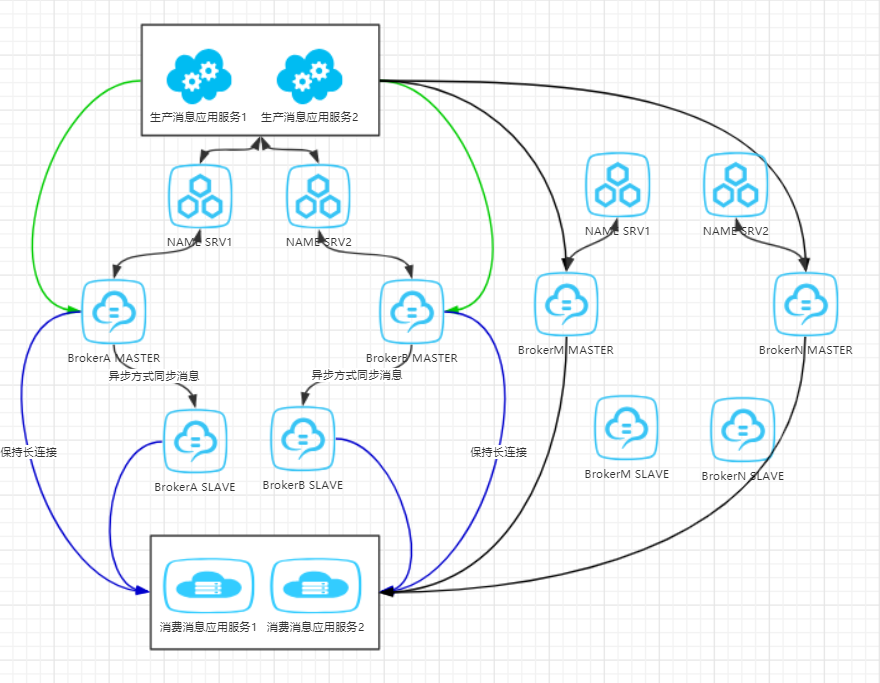 生产消息应用服务1
生产消息应用服务2
NAME SRV1
NAME SRV2
NAME SRV1
NAME SRV2
BrokerA MASTER
BrokerB MASTER
BrokerM MASTER
BrokerN MASTER
异步方式同步消息
异步方式同步消息
保持长连接
保持长连接
BrokerA SLAVE
BrokerB SLAVE
BrokerM SLAVE
BrokerN SLAVE
消费消息应用服务1
消费消息应用服务2